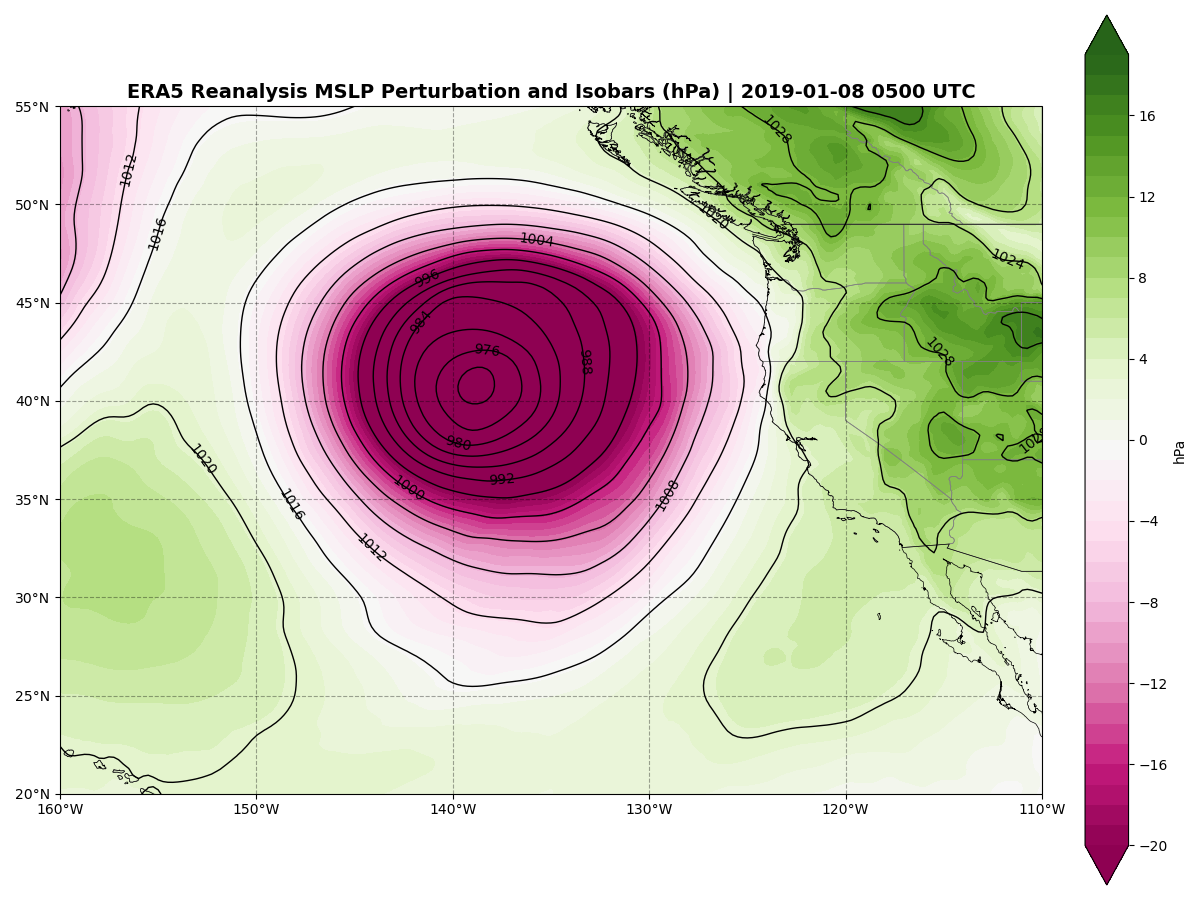 ERA5 Reanalysis MSLP Perturbation and Isobars (hPa) | 2019-01-08 0500 UTC
55°N
50°N
45°N
40°N
35°N
30°N
25°N
20°N
160°W
150°W
140°W
130°W
120°W
110°W
1012
1016
1028
1020
1004
996
984
976
988
980
992
1000
1008
1020
1016
1012
1024
1028
1028
16
12
8
4
0
−4
−8
−12
−16
−20
hPa